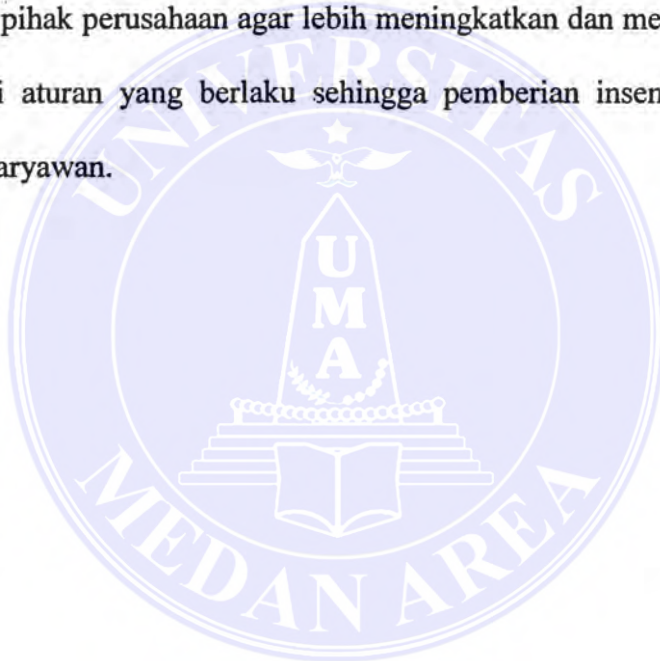 pihak perusahaan agar lebih meningkatkan dan me
i aturan yang berlaku sehingga pemberian insen
aryawan.
UNIVERSITAS
UMA
MEDAN AREA